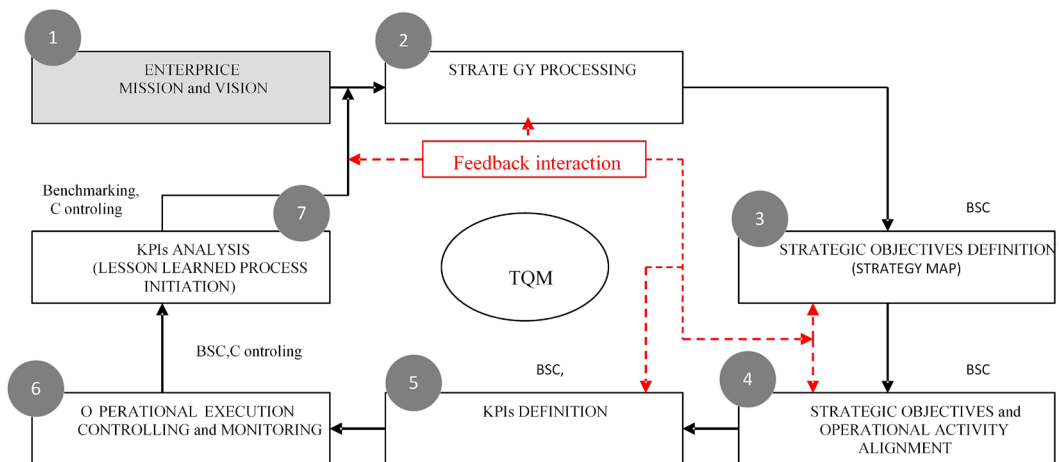 1
ENTERPRICE
MISSION and VISION
2
STRATE GY PROCESSING
Feedback interaction
Benchmarking,
C ontroling
7
KPIs ANALYSIS
(LESSON LEARNED PROCESS
INITIATION)
TQM
3
BSC
STRATEGIC OBJECTIVES DEFINITION
(STRATEGY MAP)
BSC,C ontroling
BSC,
BSC
6
O PERATIONAL EXECUTION
CONTROLLING and MONITORING
5
KPIs DEFINITION
4
STRATEGIC OBJECTIVES and
OPERATIONAL ACTIVITY
ALIGNMENT